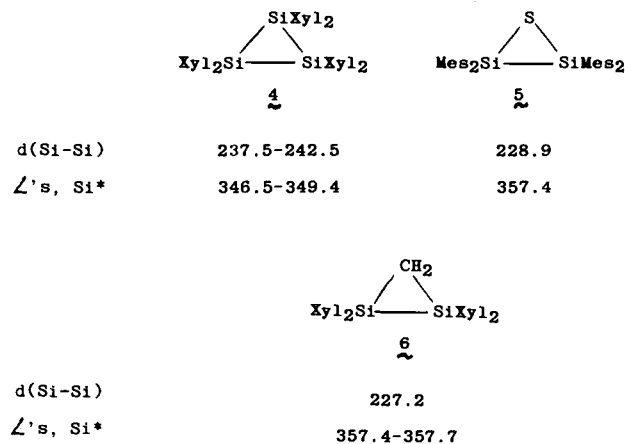 SiXyl2 S
Xyl2Si SiXyl2 Mes2Si SiMes2
4 5
d(Si-Si) 237.5-242.5 228.9
∠'s, Si* 346.5-349.4 357.4
CH2
Xyl2Si SiXyl2
6
d(Si-Si) 227.2
∠'s, Si* 357.4-357.7